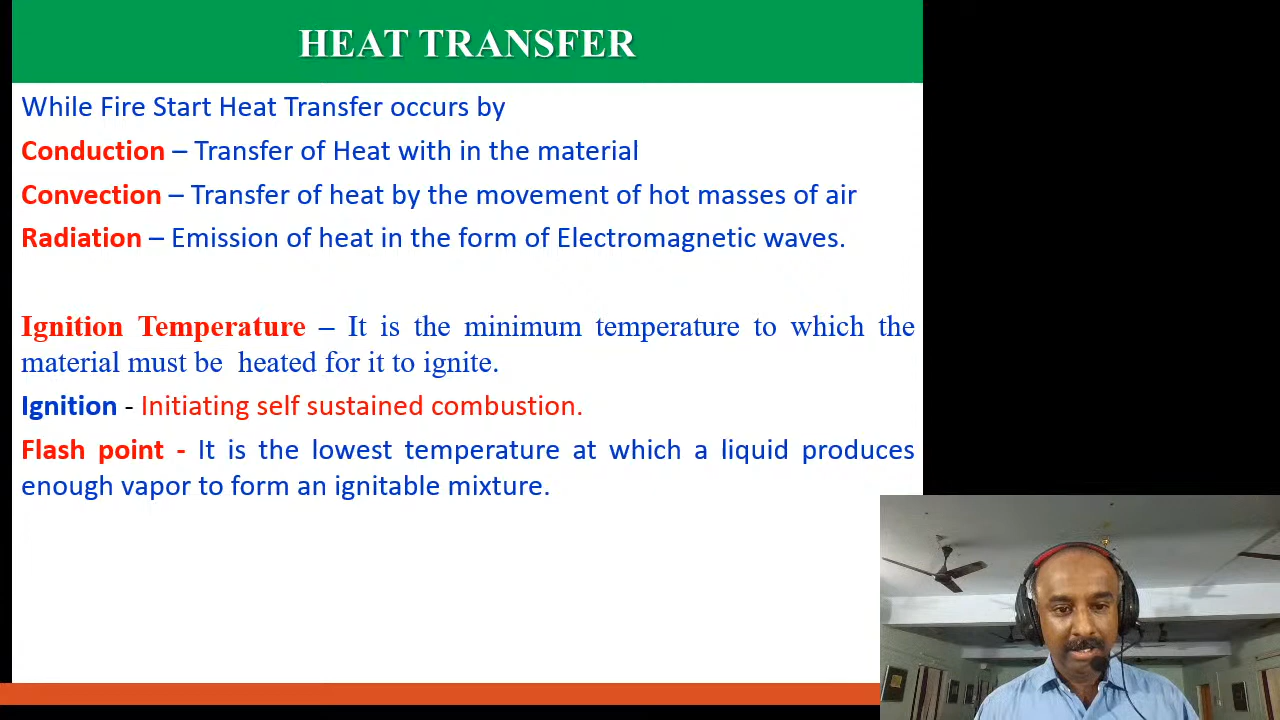 HEAT TRANSFER
While Fire Start Heat Transfer occurs by
Conduction – Transfer of Heat with in the material
Convection – Transfer of heat by the movement of hot masses of air
Radiation – Emission of heat in the form of Electromagnetic waves.
Ignition Temperature – It is the minimum temperature to which the
material must be heated for it to ignite.
Ignition - Initiating self sustained combustion.
Flash point - It is the lowest temperature at which a liquid produces
enough vapor to form an ignitable mixture.